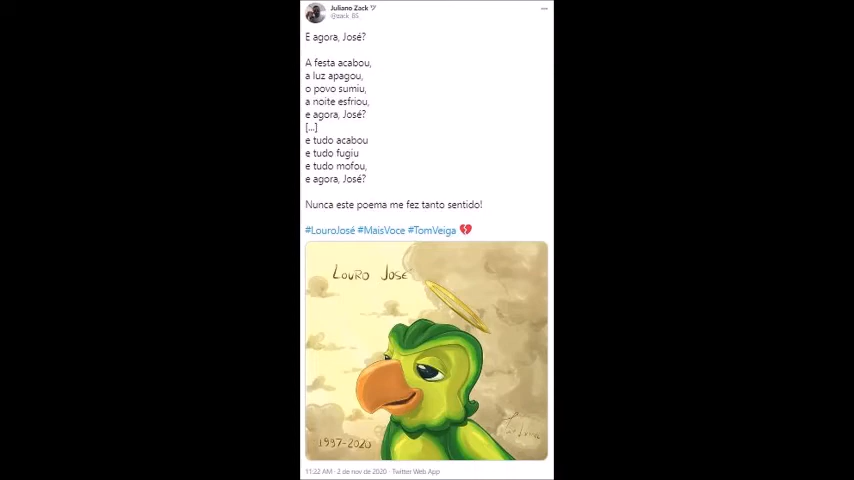 Juliano Zack ツ
@zack_BS
E agora, José?
A festa acabou,
a luz apagou,
o povo sumiu,
a noite esfriou,
e agora, José?
[...]
e tudo acabou
e tudo fugiu
e tudo mofou,
e agora, José?
Nunca este poema me fez tanto sentido!
#LouroJosé #MaisVoce #TomVeiga 💔
LOURO JOSÉ
1997-2020
11:22 AM · 2 de nov de 2020 · Twitter Web App